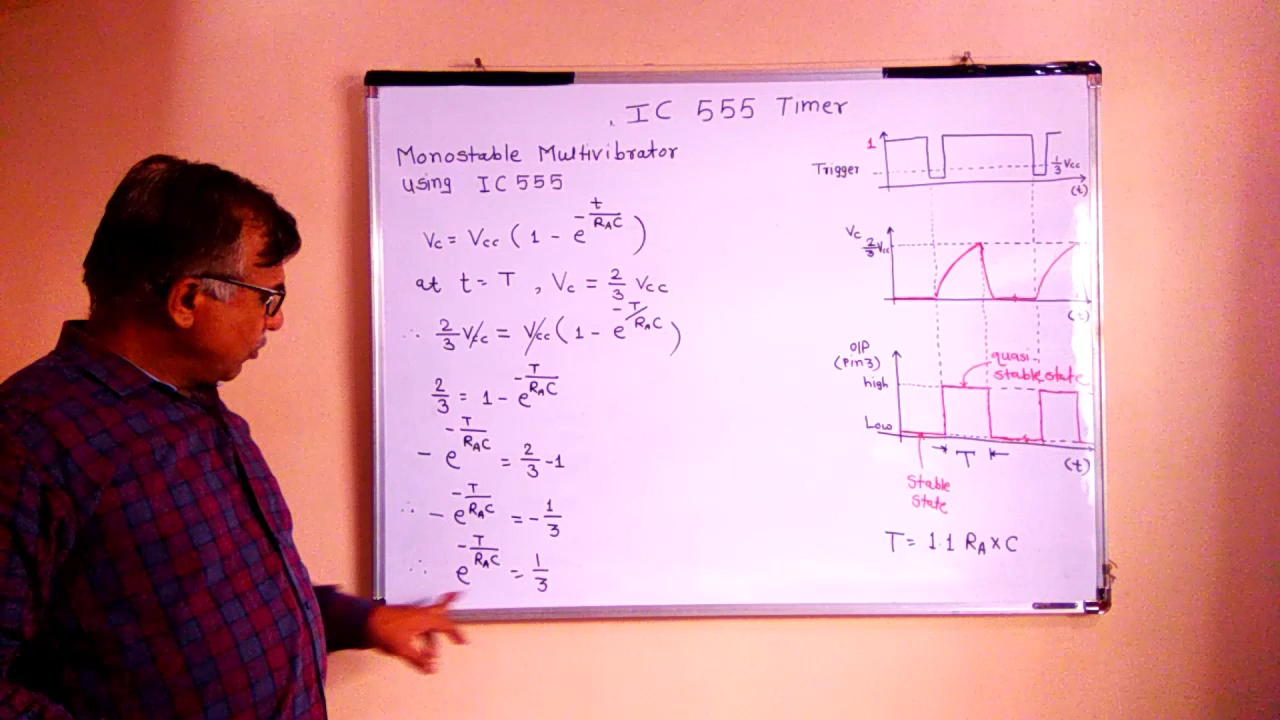 IC 555 Timer
Monostable Multivibrator
using IC 555
Vc = Vcc ( 1 - e^(-t/RAC) )
at t = T , Vc = 2/3 Vcc
∴ 2/3 Vcc = Vcc ( 1 - e^(-T/RAC) )
2/3 = 1 - e^(-T/RAC)
- e^(-T/RAC) = 2/3 - 1
∴ - e^(-T/RAC) = - 1/3
∴ e^(-T/RAC) = 1/3
1
Trigger
1/3 Vcc
(t)
Vc
2/3 Vcc
(t)
O/P
(Pin3)
high
Low
quasi-
stable state
T
(t)
Stable
State
T = 1.1 RA x C